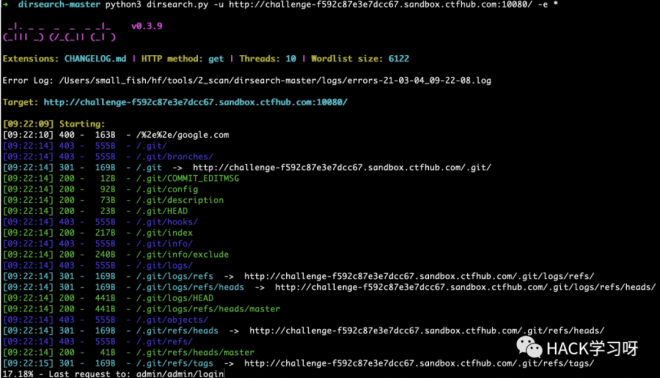 ➜ dirsearch-master python3 dirsearch.py -u http://challenge-f592c87e3e7dcc67.sandbox.ctfhub.com:10080/ -e *
_|. _ _ _ _ _ _|_ v0.3.9
(_||| _) (/_(_|| (_| )
Extensions: CHANGELOG.md | HTTP method: get | Threads: 10 | Wordlist size: 6122
Error Log: /Users/small_fish/hf/tools/2_scan/dirsearch-master/logs/errors-21-03-04_09-22-08.log
Target: http://challenge-f592c87e3e7dcc67.sandbox.ctfhub.com:10080/
[09:22:09] Starting:
[09:22:10] 400 - 163B - /%2e%2e/google.com
[09:22:14] 403 - 555B - /.git/
[09:22:14] 403 - 555B - /.git/branches/
[09:22:14] 301 - 169B - /.git -> http://challenge-f592c87e3e7dcc67.sandbox.ctfhub.com/.git/
[09:22:14] 200 - 12B - /.git/COMMIT_EDITMSG
[09:22:14] 200 - 92B - /.git/config
[09:22:14] 200 - 73B - /.git/description
[09:22:14] 200 - 23B - /.git/HEAD
[09:22:14] 403 - 555B - /.git/hooks/
[09:22:14] 200 - 217B - /.git/index
[09:22:14] 403 - 555B - /.git/info/
[09:22:14] 200 - 240B - /.git/info/exclude
[09:22:14] 403 - 555B - /.git/logs/
[09:22:14] 301 - 169B - /.git/logs/refs -> http://challenge-f592c87e3e7dcc67.sandbox.ctfhub.com/.git/logs/refs/
[09:22:14] 301 - 169B - /.git/logs/refs/heads -> http://challenge-f592c87e3e7dcc67.sandbox.ctfhub.com/.git/logs/refs/heads/
[09:22:14] 200 - 441B - /.git/logs/HEAD
[09:22:14] 200 - 441B - /.git/logs/refs/heads/master
[09:22:14] 403 - 555B - /.git/objects/
[09:22:14] 301 - 169B - /.git/refs/heads -> http://challenge-f592c87e3e7dcc67.sandbox.ctfhub.com/.git/refs/heads/
[09:22:14] 403 - 555B - /.git/refs/
[09:22:14] 200 - 41B - /.git/refs/heads/master
[09:22:15] 301 - 169B - /.git/refs/tags -> http://challenge-f592c87e3e7dcc67.sandbox.ctfhub.com/.git/refs/tags/
17.18% - Last request to: admin/admin/login
HACK学习呀